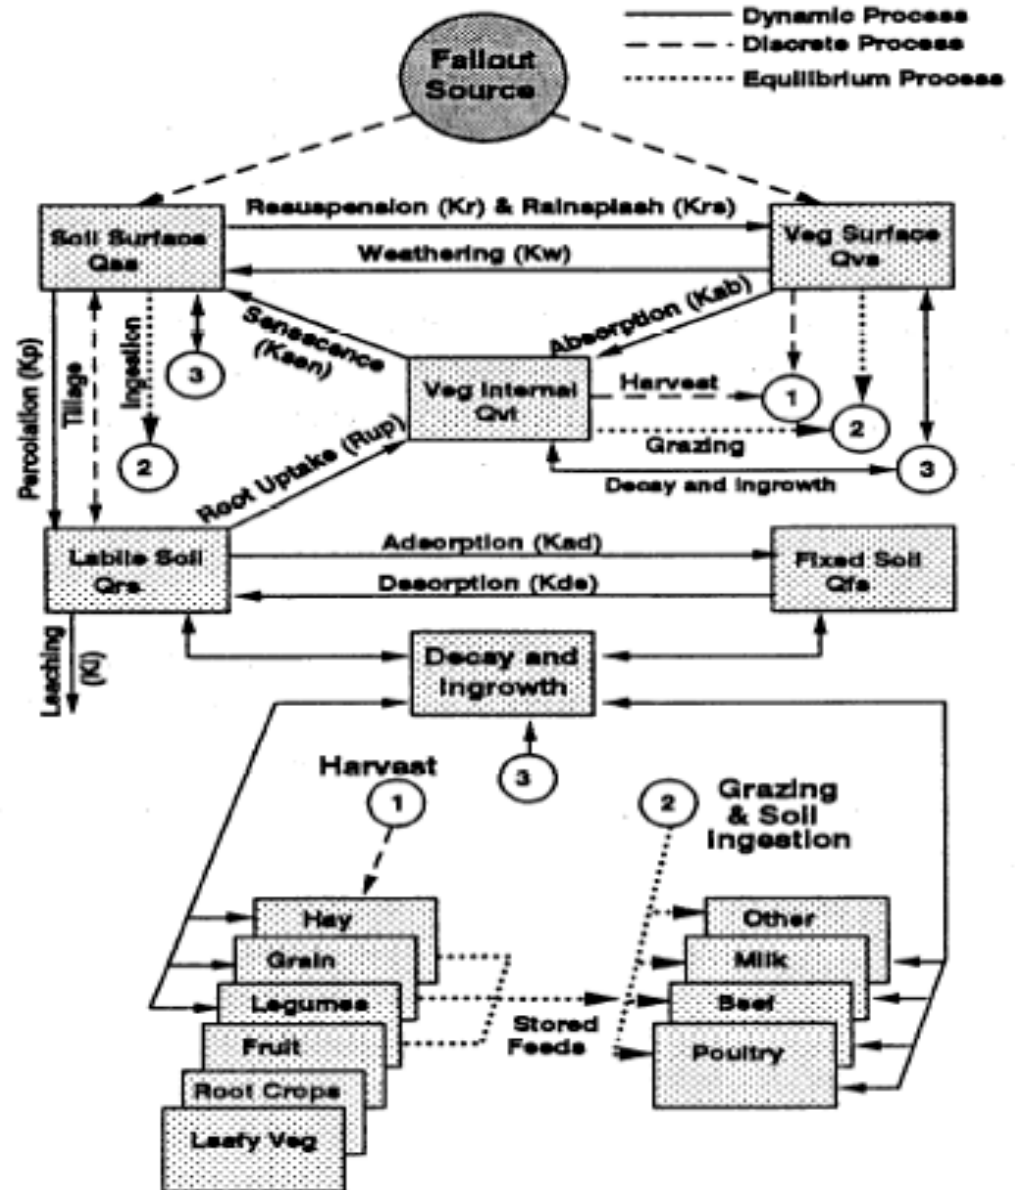 Dynamic Process
Discrete Process
Equilibrium Process
Fallout
Source
Resuspension (Kr) & Rainsplash (Krs)
Soil Surface
Qss
Veg Surface
Qvs
Weathering (Kw)
Absorption (Kab)
Senescence
(Ksen)
Percolation (Kp)
Tillage
Ingestion
3
Veg Internal
Qvi
Harvest
1
2
Grazing
2
3
Decay and Ingrowth
Root Uptake (Rup)
Labile Soil
Qrs
Adsorption (Kad)
Desorption (Kds)
Fixed Soil
Qfs
Leaching
(Kl)
Decay and
Ingrowth
3
Harvest
1
2
Grazing
& Soil
Ingestion
Hay
Grain
Legumes
Fruit
Root Crops
Leafy Veg
Stored
Feeds
Other
Milk
Beef
Poultry